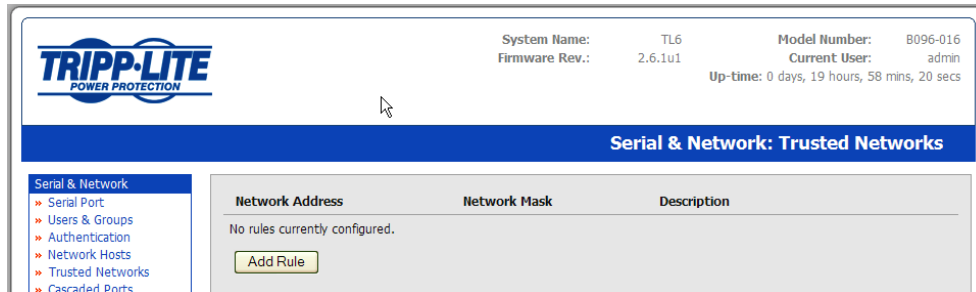 TRIPP·LITE
POWER PROTECTION
System Name: TL6 Model Number: B096-016
Firmware Rev.: 2.6.1u1 Current User: admin
Up-time: 0 days, 19 hours, 58 mins, 20 secs
Serial & Network: Trusted Networks
Serial & Network
» Serial Port
» Users & Groups
» Authentication
» Network Hosts
» Trusted Networks
» Cascaded Ports
Network Address Network Mask Description
No rules currently configured.
Add Rule